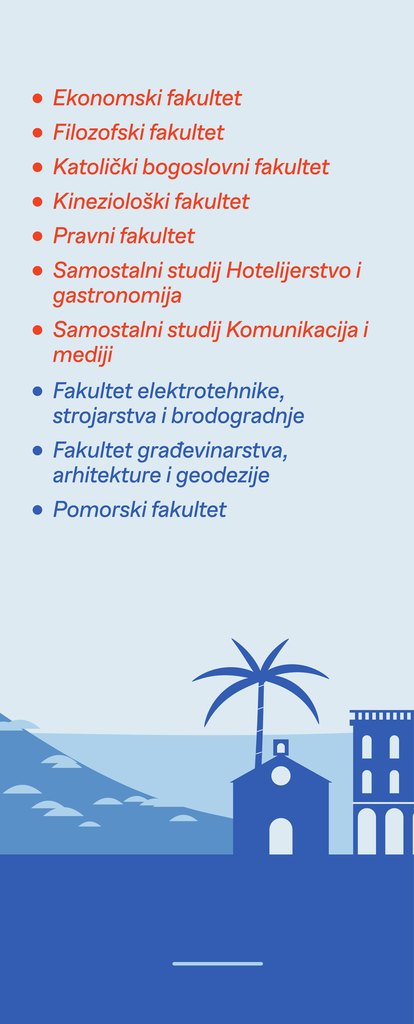 • Ekonomski fakultet
• Filozofski fakultet
• Katolički bogoslovni fakultet
• Kineziološki fakultet
• Pravni fakultet
• Samostalni studij Hotelijerstvo i
gastronomija
• Samostalni studij Komunikacija i
mediji
• Fakultet elektrotehnike,
strojarstva i brodogradnje
• Fakultet građevinarstva,
arhitekture i geodezije
• Pomorski fakultet